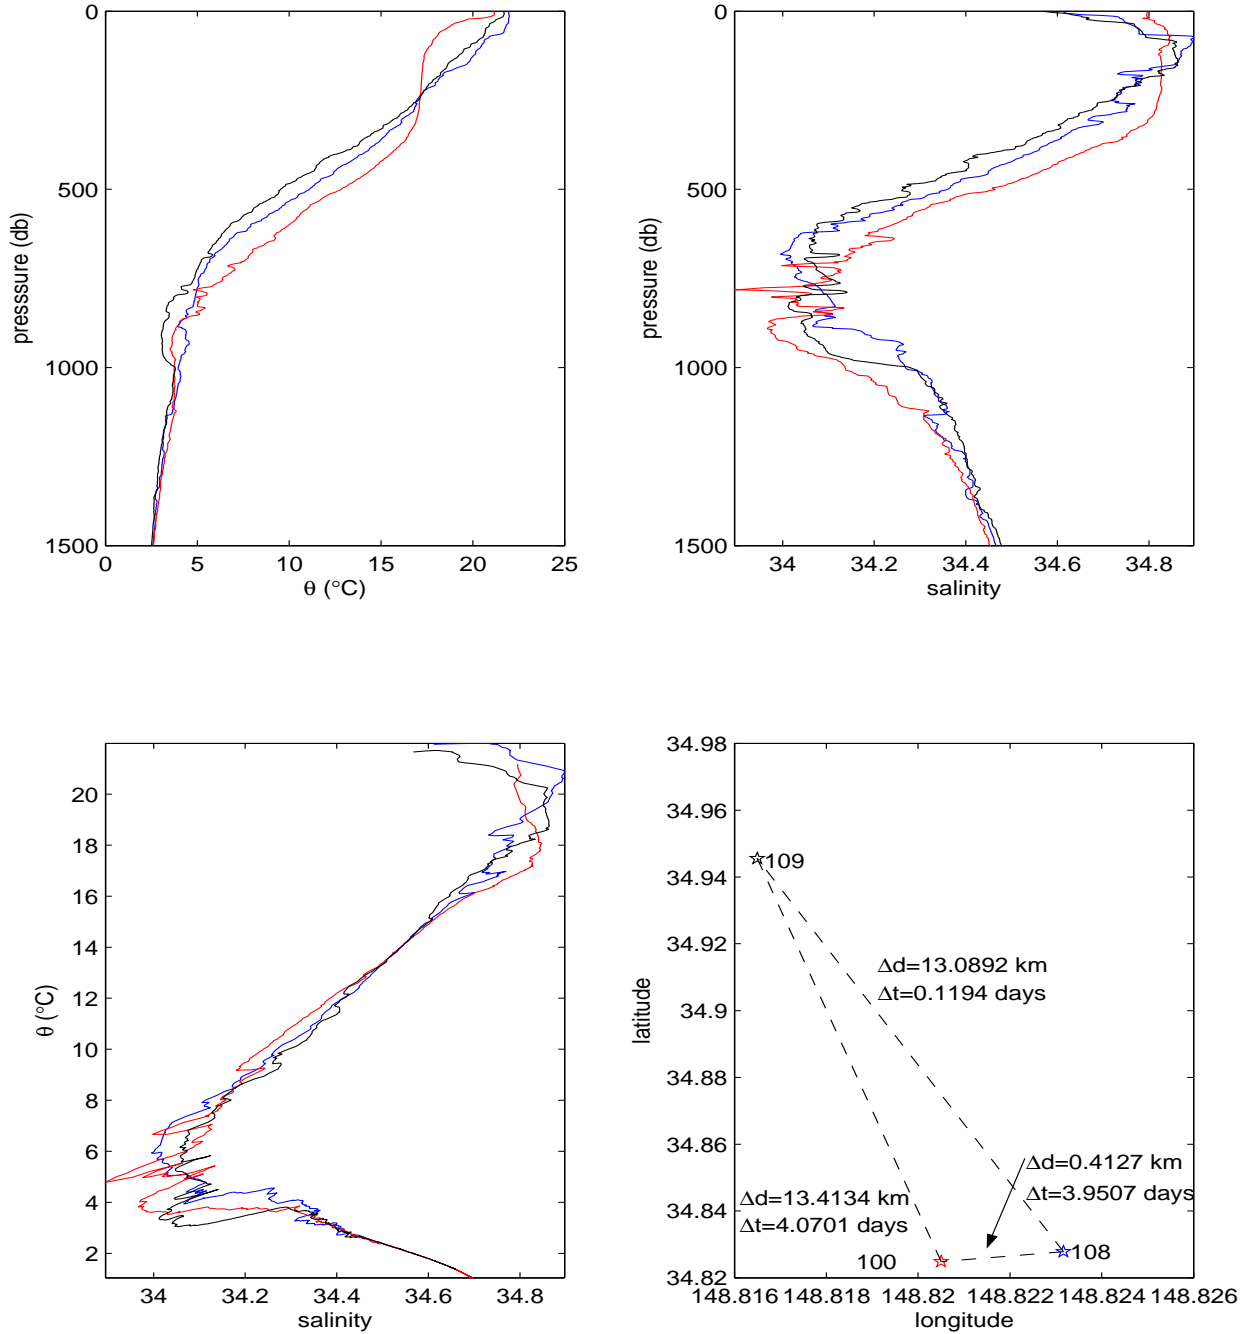 0
500
1000
1500
0 5 10 15 20 25
θ (°C)
presssure (db)
0
500
1000
1500
34 34.2 34.4 34.6 34.8
salinity
pressure (db)
20
18
16
14
12
10
8
6
4
2
34 34.2 34.4 34.6 34.8
salinity
θ (°C)
34.98
34.96
34.94
34.92
34.9
34.88
34.86
34.84
34.82
148.816 148.818 148.82 148.822 148.824 148.826
longitude
latitude
109
Δd=13.0892 km
Δt=0.1194 days
Δd=0.4127 km
Δt=3.9507 days
Δd=13.4134 km
Δt=4.0701 days
100
108